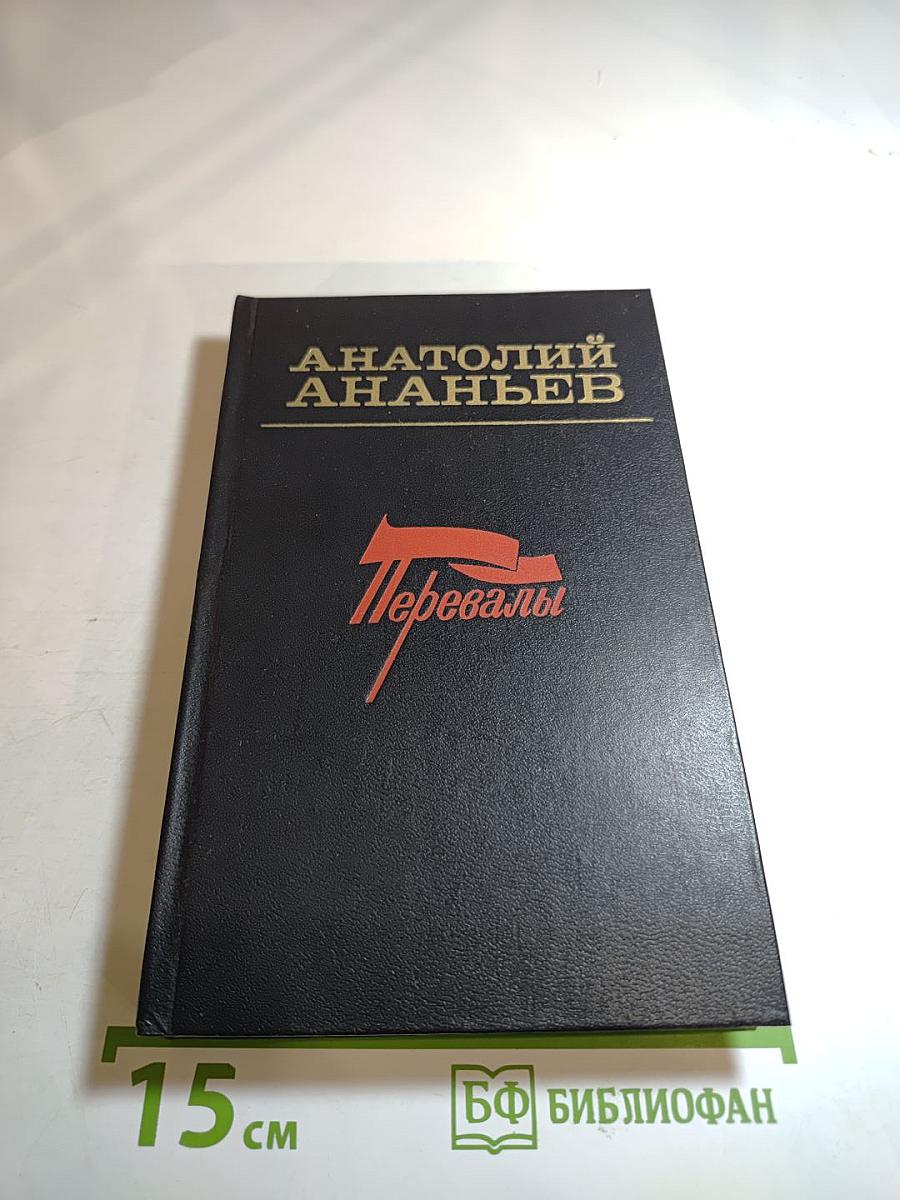 АНАТОЛИЙ
АНАНЬЕВ
Перевалы
15 см
БФ БИБЛИОФАН